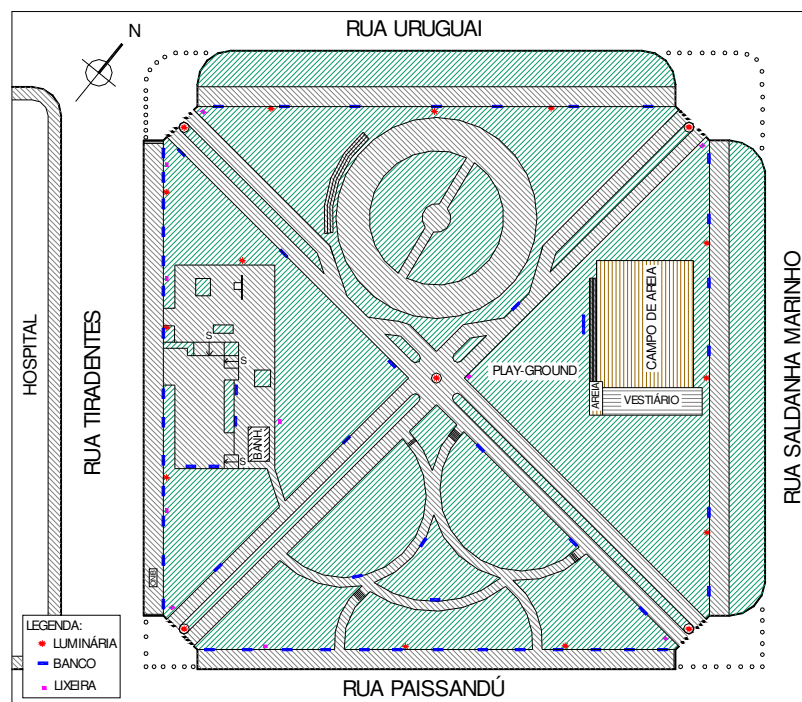 RUA URUGUAI
N
HOSPITAL
RUA TIRADENTES
RUA SALDANHA MARINHO
CAMPO DE AREIA
PLAY-GROUND
AREIA
VESTIÁRIO
S
S
S
BANH.
LEGENDA:
LUMINÁRIA
BANCO
LIXEIRA
RUA PAISSANDÚ